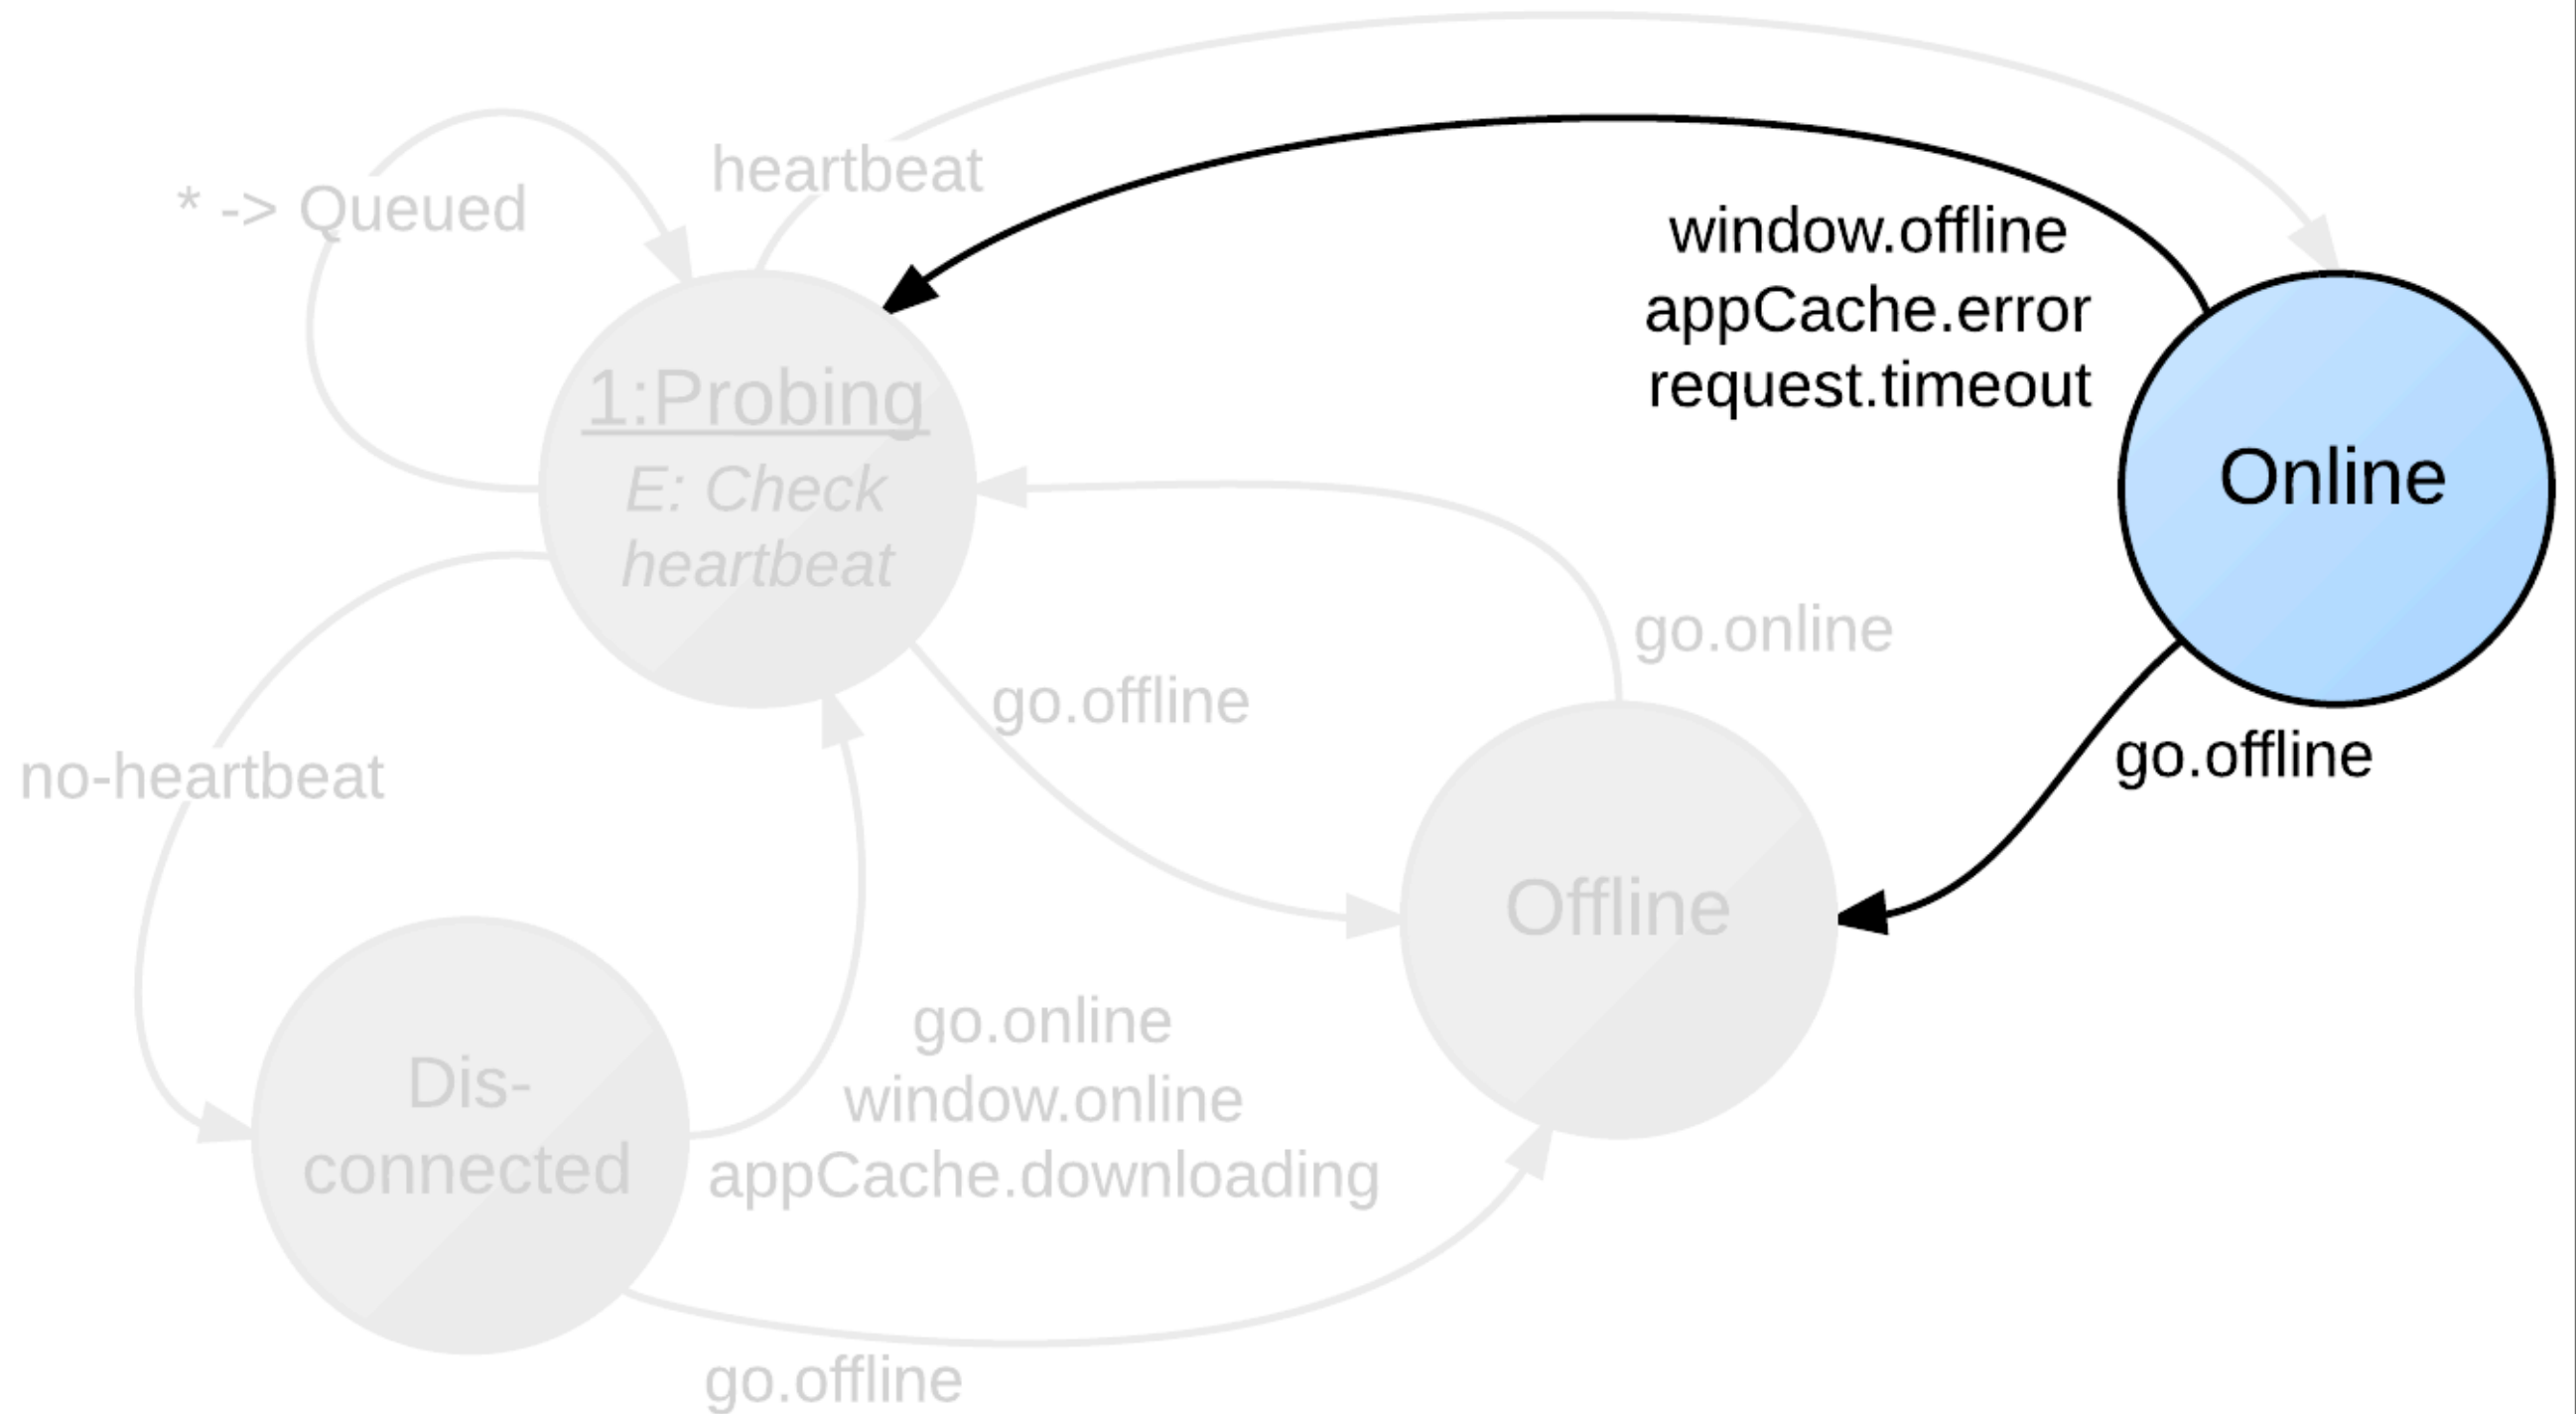 heartbeat
* -> Queued
window.offline
appCache.error
request.timeout
1:Probing
E: Check
heartbeat
Online
go.online
go.offline
go.offline
no-heartbeat
Offline
go.online
window.online
appCache.downloading
Dis-
connected
go.offline